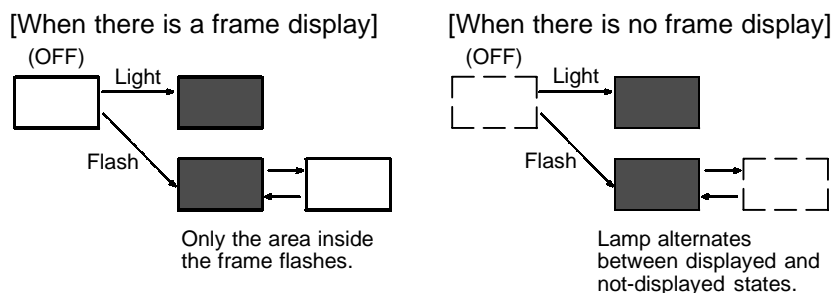 [When there is a frame display]
(OFF)
Light
Flash
Only the area inside
the frame flashes.
[When there is no frame display]
(OFF)
Light
Flash
Lamp alternates
between displayed and
not-displayed states.